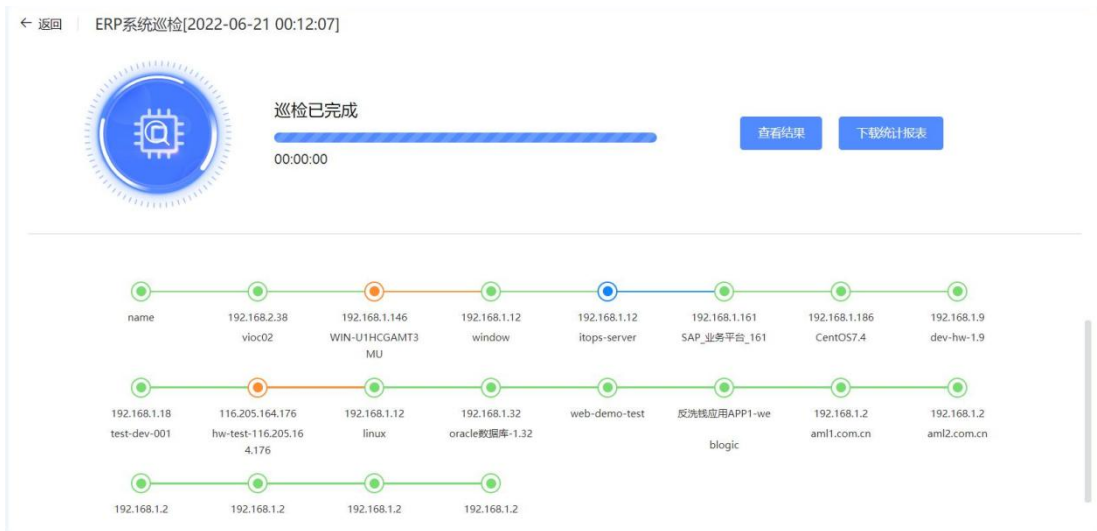 ← 返回 ERP系统巡检[2022-06-21 00:12:07]
巡检已完成
查看结果 下载统计报表
00:00:00
name 192.168.2.38 192.168.1.146 192.168.1.12 192.168.1.12 192.168.1.161 192.168.1.186 192.168.1.9
vioc02 WIN-U1HCGAMT3 window itops-server SAP_业务平台_161 CentOS7.4 dev-hw-1.9
MU
192.168.1.18 116.205.164.176 192.168.1.12 192.168.1.32 web-demo-test 反洗钱应用APP1-we 192.168.1.2 192.168.1.2
test-dev-001 hw-test-116.205.16 linux oracle数据库-1.32 aml1.com.cn aml2.com.cn
4.176 blogic
192.168.1.2 192.168.1.2 192.168.1.2 192.168.1.2